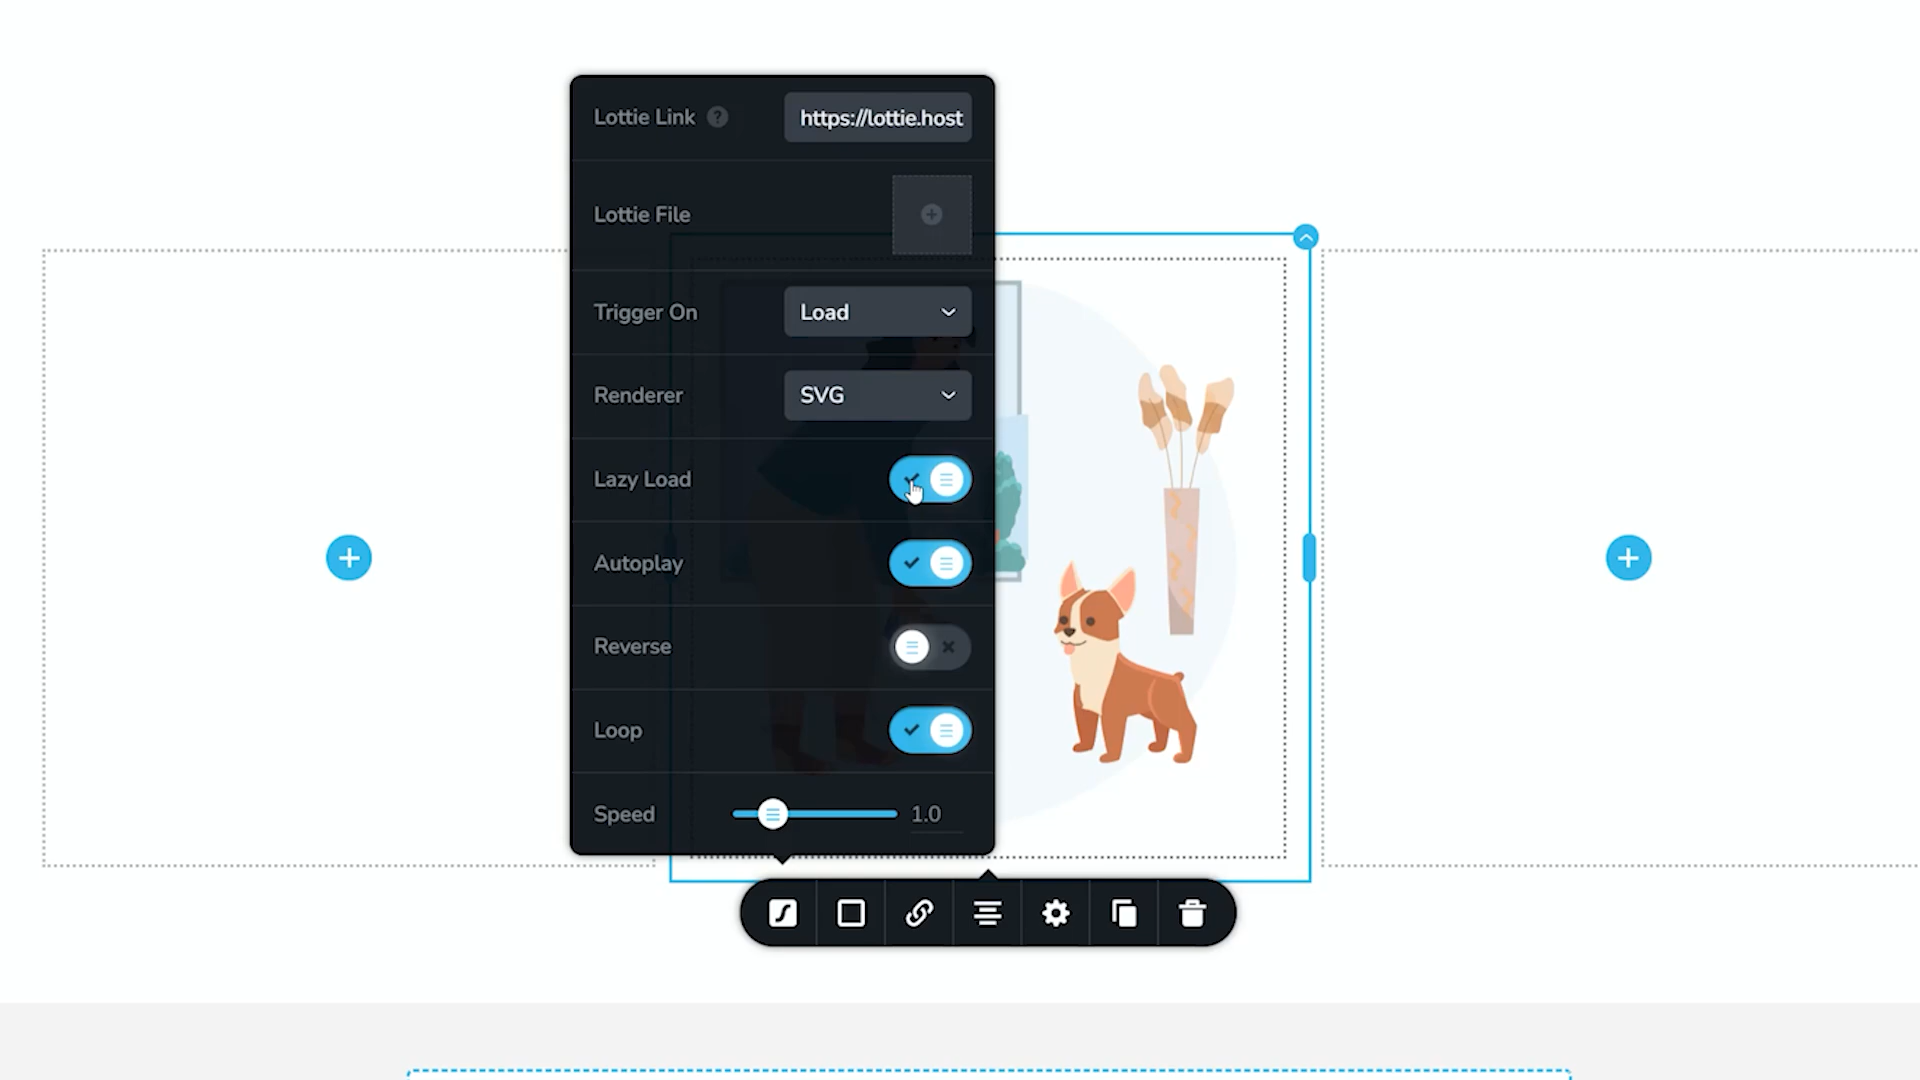 Lottie Link ?
https://lottie.host
Lottie File
Trigger On
Load
Renderer
SVG
Lazy Load
Autoplay
Reverse
Loop
Speed
1.0